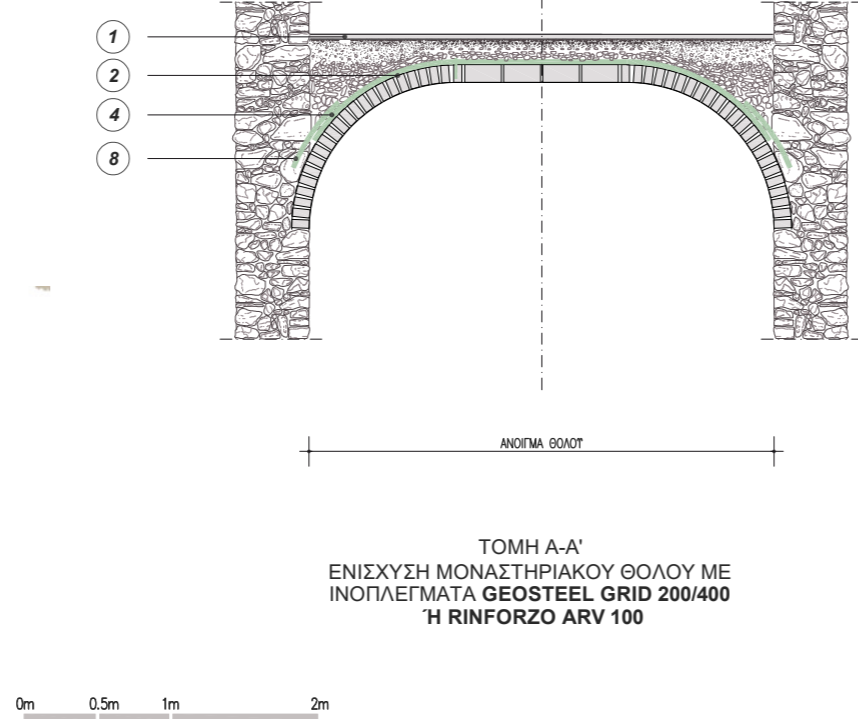 1
2
4
8
ΑΝΟΙΓΜΑ ΘΟΛΟΤ
ΤΟΜΗ Α-Α'
ΕΝΙΣΧΥΣΗ ΜΟΝΑΣΤΗΡΙΑΚΟΥ ΘΟΛΟΥ ΜΕ
ΙΝΟΠΛΕΓΜΑΤΑ GEOSTEEL GRID 200/400
Ή RINFORZO ARV 100
0m 0.5m 1m 2m